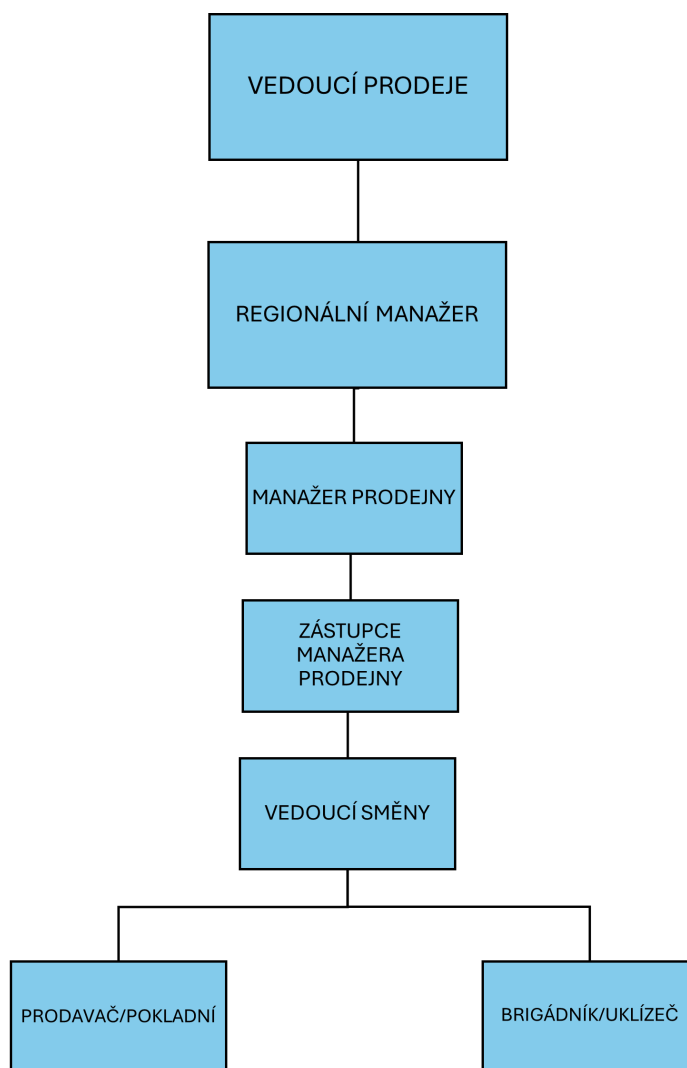 VEDOUCÍ PRODEJE
REGIONÁLNÍ MANAŽER
MANAŽER PRODEJNY
ZÁSTUPCE
MANAŽERA
PRODEJNY
VEDOUCÍ SMĚNY
PRODAVAČ/POKLADNÍ
BRIGÁDNÍK/UKLÍZEČ